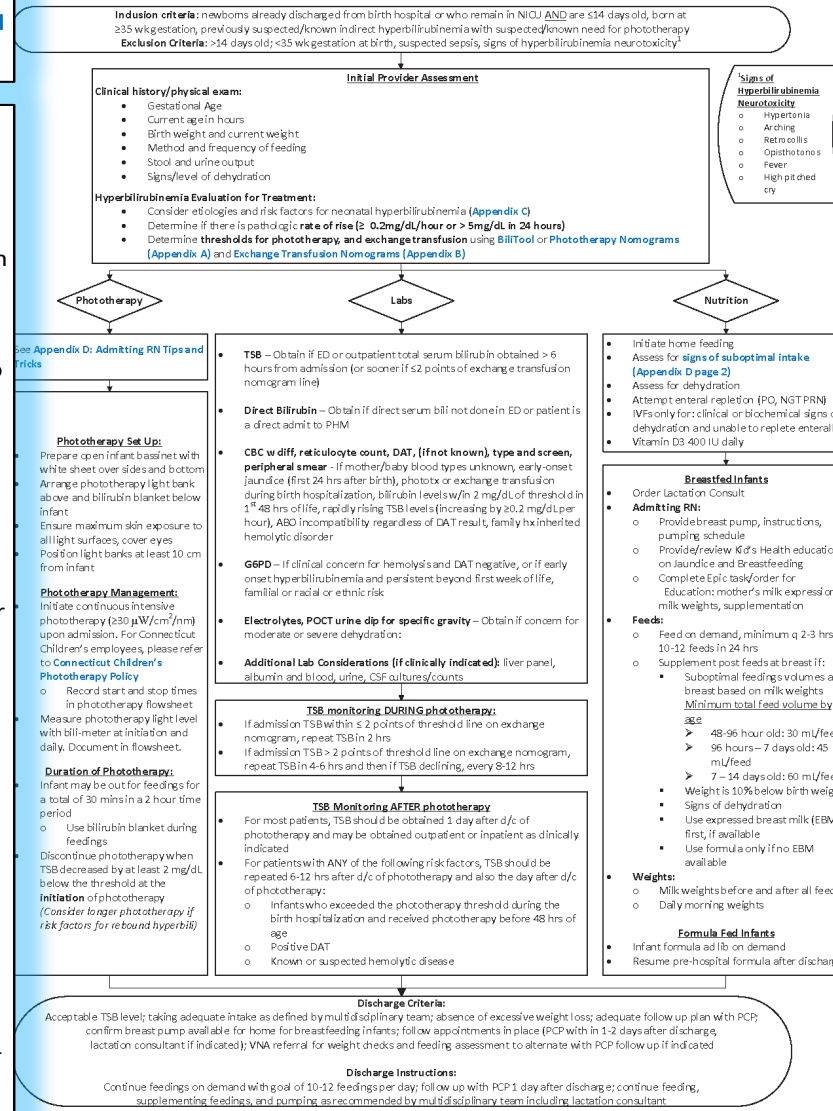 Inclusion criteria: newborns already discharged from birth hospital or who remain in NICU AND are ≤14 days old, born at
≥35 wk gestation, previously suspected/known indirect hyperbilirubinemia with suspected/known need for phototherapy
Exclusion Criteria: >14 days old; <35 wk gestation at birth, suspected sepsis, signs of hyperbilirubinemia neurotoxicity1
Initial Provider Assessment
Clinical history/physical exam:
• Gestational Age
• Current age in hours
• Birth weight and current weight
• Method and frequency of feeding
• Stool and urine output
• Signs/level of dehydration
Hyperbilirubinemia Evaluation for Treatment:
• Consider etiologies and risk factors for neonatal hyperbilirubinemia (Appendix C)
• Determine if there is pathologic rate of rise (≥ 0.2mg/dL/hour or > 5mg/dL in 24 hours)
• Determine thresholds for phototherapy, and exchange transfusion using BiliTool or Phototherapy Nomograms
(Appendix A) and Exchange Transfusion Nomograms (Appendix B)
1Signs of
Hyperbilirubinemia
Neurotoxicity
o Hypertonia
o Arching
o Retrocollis
o Opisthotonos
o Fever
o High pitched
cry
Phototherapy
See Appendix D: Admitting RN Tips and
Tricks
Phototherapy Set Up:
• Prepare open infant bassinet with
white sheet over sides and bottom
• Arrange phototherapy light bank
above and bilirubin blanket below
infant
• Ensure maximum skin exposure to
all light surfaces, cover eyes
• Position light banks at least 10 cm
from infant
Phototherapy Management:
• Initiate continuous intensive
phototherapy (≥30 µW/cm2/nm)
upon admission. For Connecticut
Children's employees, please refer
to Connecticut Children's
Phototherapy Policy
o Record start and stop times
in phototherapy flowsheet
• Measure phototherapy light level
with bili-meter at initiation and
daily. Document in flowsheet.
Duration of Phototherapy:
• Infant may be out for feedings for
a total of 30 mins in a 2 hour time
period
o Use bilirubin blanket during
feedings
• Discontinue phototherapy when
TSB decreased by at least 2 mg/dL
below the threshold at the
initiation of phototherapy
(Consider longer phototherapy if
risk factors for rebound hyperbili)
Labs
• TSB – Obtain if ED or outpatient total serum bilirubin obtained > 6
hours from admission (or sooner if ≤2 points of exchange transfusion
nomogram line)
• Direct Bilirubin – Obtain if direct serum bili not done in ED or patient is
a direct admit to PHM
• CBC w diff, reticulocyte count, DAT, (if not known), type and screen,
peripheral smear - If mother/baby blood types unknown, early-onset
jaundice (first 24 hrs after birth), phototx or exchange transfusion
during birth hospitalization, bilirubin levels w/in 2 mg/dL of threshold in
1st 48 hrs of life, rapidly rising TSB levels (increasing by ≥0.2 mg/dL per
hour), ABO incompatibility regardless of DAT result, family hx inherited
hemolytic disorder
• G6PD – If clinical concern for hemolysis and DAT negative, or if early
onset hyperbilirubinemia and persistent beyond first week of life,
familial or racial or ethnic risk
• Electrolytes, POCT urine dip for specific gravity – Obtain if concern for
moderate or severe dehydration:
• Additional Lab Considerations (if clinically indicated): liver panel,
albumin and blood, urine, CSF cultures/counts
TSB monitoring DURING phototherapy:
• If admission TSB within ≤ 2 points of threshold line on exchange
nomogram, repeat TSB in 2 hrs
• If admission TSB > 2 points of threshold line on exchange nomogram,
repeat TSB in 4-6 hrs and then if TSB declining, every 8-12 hrs
TSB Monitoring AFTER phototherapy
• For most patients, TSB should be obtained 1 day after d/c of
phototherapy and may be obtained outpatient or inpatient as clinically
indicated
• For patients with ANY of the following risk factors, TSB should be
repeated 6-12 hrs after d/c of phototherapy and also the day after d/c
of phototherapy:
o Infants who exceeded the phototherapy threshold during the
birth hospitalization and received phototherapy before 48 hrs of
age
o Positive DAT
o Known or suspected hemolytic disease
Nutrition
• Initiate home feeding
• Assess for signs of suboptimal intake
(Appendix D page 2)
• Assess for dehydration
• Attempt enteral repletion (PO, NGT PRN)
• IVFs only for: clinical or biochemical signs o
dehydration and unable to replete enterall
• Vitamin D3 400 IU daily
Breastfed Infants
• Order Lactation Consult
• Admitting RN:
o Provide breast pump, instructions,
pumping schedule
o Provide/review Kid's Health educatio
on Jaundice and Breastfeeding
o Complete Epic task/order for
Education: mother's milk expression
milk weights, supplementation
• Feeds:
o Feed on demand, minimum q 2-3 hrs
10-12 feeds in 24 hrs
o Supplement post feeds at breast if:
▪ Suboptimal feedings volumes a
breast based on milk weights
Minimum total feed volume by
age
➢ 48-96 hour old: 30 mL/fee
➢ 96 hours – 7 days old: 45
mL/feed
➢ 7 – 14 days old: 60 mL/fee
▪ Weight is 10% below birth weig
▪ Signs of dehydration
▪ Use expressed breast milk (EBM
first, if available
▪ Use formula only if no EBM
available
• Weights:
o Milk weights before and after all feed
o Daily morning weights
Formula Fed Infants
• Infant formula ad lib on demand
• Resume pre-hospital formula after discharg
Discharge Criteria:
Acceptable TSB level; taking adequate intake as defined by multidisciplinary team; absence of excessive weight loss; adequate follow up plan with PCP;
confirm breast pump available for home for breastfeeding infants; follow appointments in place (PCP with in 1-2 days after discharge,
lactation consultant if indicated); VNA referral for weight checks and feeding assessment to alternate with PCP follow up if indicated
Discharge Instructions:
Continue feedings on demand with goal of 10-12 feedings per day; follow up with PCP 1 day after discharge; continue feeding,
supplementing feedings, and pumping as recommended by multidisciplinary team including lactation consultant